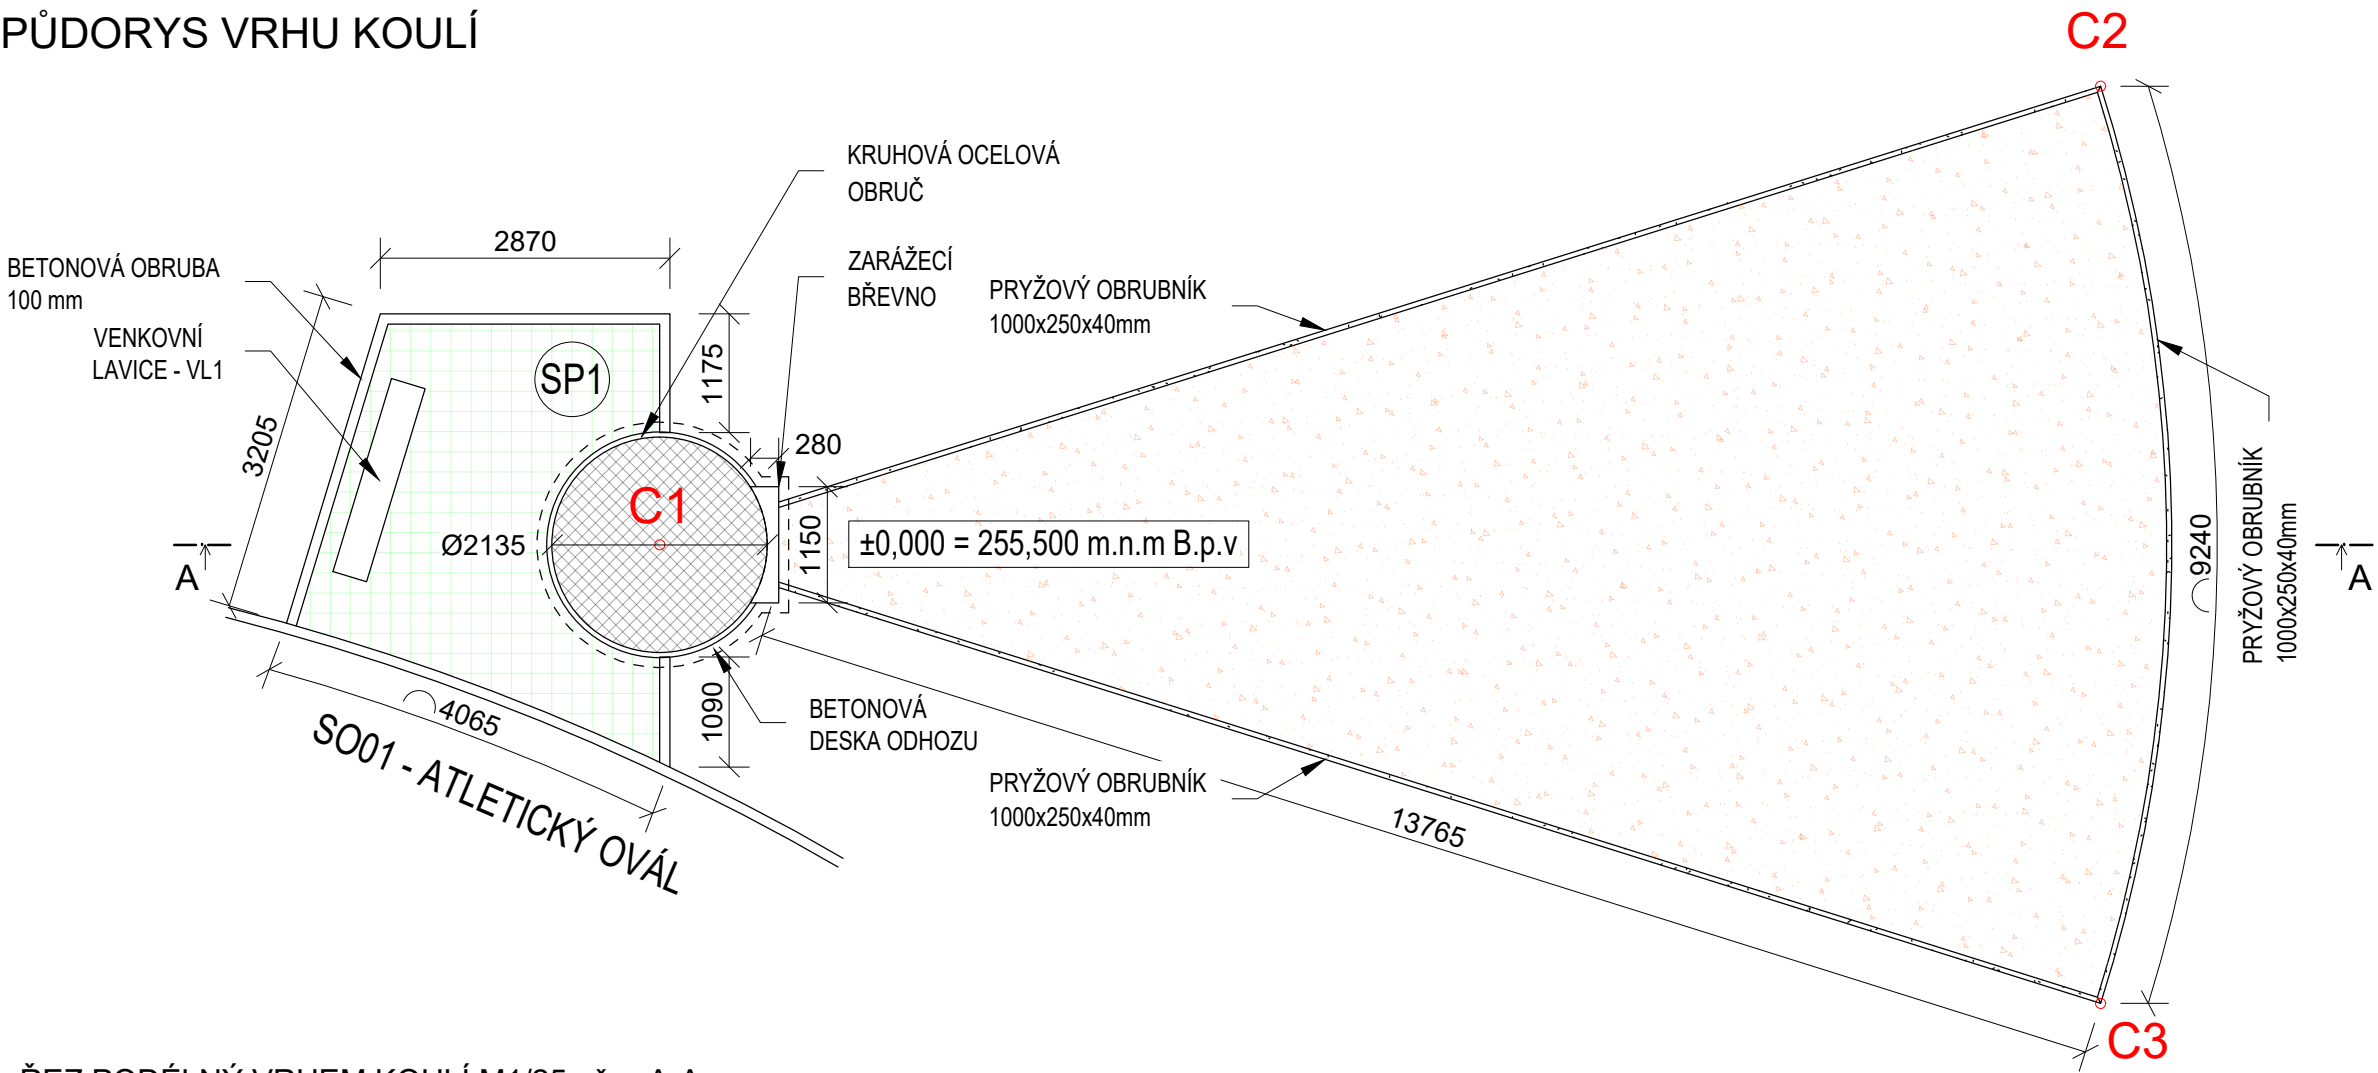 PŮDORYS VRHU KOULÍ
C2
KRUHOVÁ OCELOVÁ
OBRUČ
2870
BETONOVÁ OBRUBA
100 mm
ZARÁŽECÍ
BŘEVNO
PRYŽOVÝ OBRUBNÍK
1000x250x40mm
VENKOVNÍ
LAVICE - VL1
SP1
1175
3205
280
C1
Ø2135
1150
±0,000 = 255,500 m.n.m B.p.v
PRYŽOVÝ OBRUBNÍK
1000x250x40mm
9240
A
A
4065
1090
BETONOVÁ
DESKA ODHOZU
SO01 - ATLETICKÝ OVÁL
PRYŽOVÝ OBRUBNÍK
1000x250x40mm
13765
C3